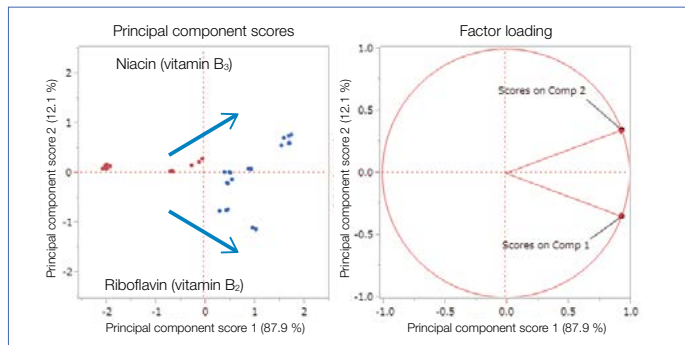 Principal component scores
Niacin (vitamin B₃)
Riboflavin (vitamin B₂)
Principal component score 2 (12.1 %)
2
1
0
-1
-2
-2
-1
0
1
2
Principal component score 1 (87.9 %)
Factor loading
Scores on Comp 2
Scores on Comp 1
Principal component score 2 (12.1 %)
1.0
0.5
0.0
-0.5
-1.0
-1.0
-0.5
0.0
0.5
1.0
Principal component score 1 (87.9 %)